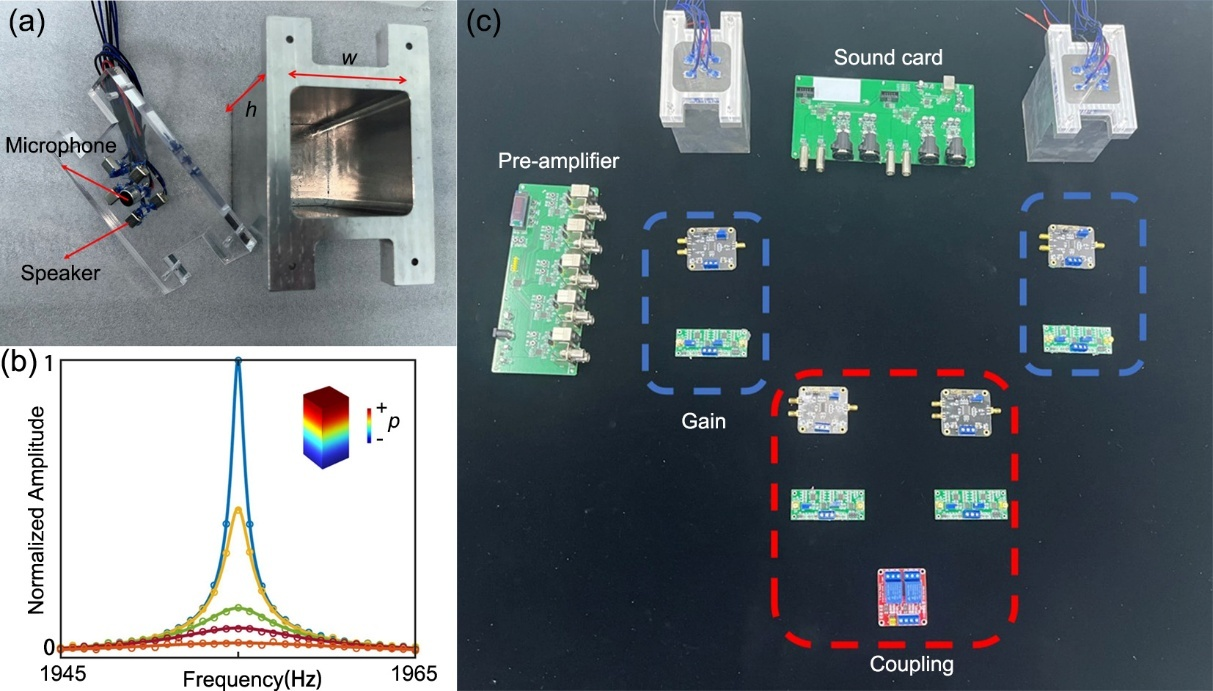 (a)
w
h
Microphone
Speaker
(b)
1
Normalized Amplitude
0
1945
1965
Frequency(Hz)
+
p
-
(c)
Sound card
Pre-amplifier
Gain
Coupling